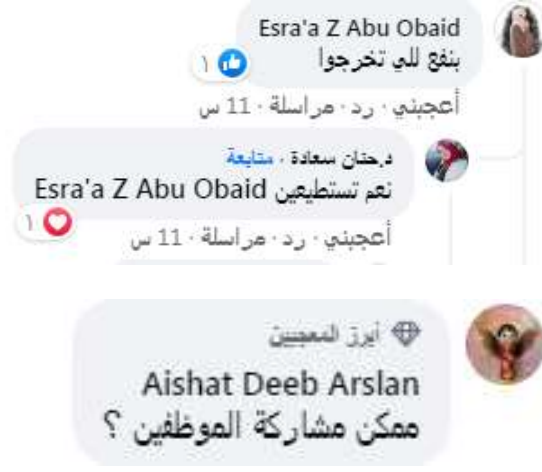 Esra'a Z Abu Obaid
بنفع للي تخرجوا
١
أعجبني · رد · مراسلة · 11 س
د.حنان سعادة · متابعة
نعم تستطيعين Esra'a Z Abu Obaid
١
أعجبني · رد · مراسلة · 11 س
أبرز المعجبين
Aishat Deeb Arslan
ممكن مشاركة الموظفين ؟